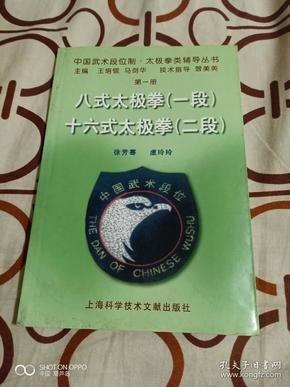 中国武术段位制·太极拳类辅导丛书
主编 王培锟 马剑华 技术指导 曾美英
第一册
八式太极拳(一段)
十六式太极拳(二段)
徐芳赛 虞玲玲
中国武术段位
THE DAN OF CHINESE WUSHU
上海科学技术文献出版社
SHOT ON OPPO
孔夫子旧书网